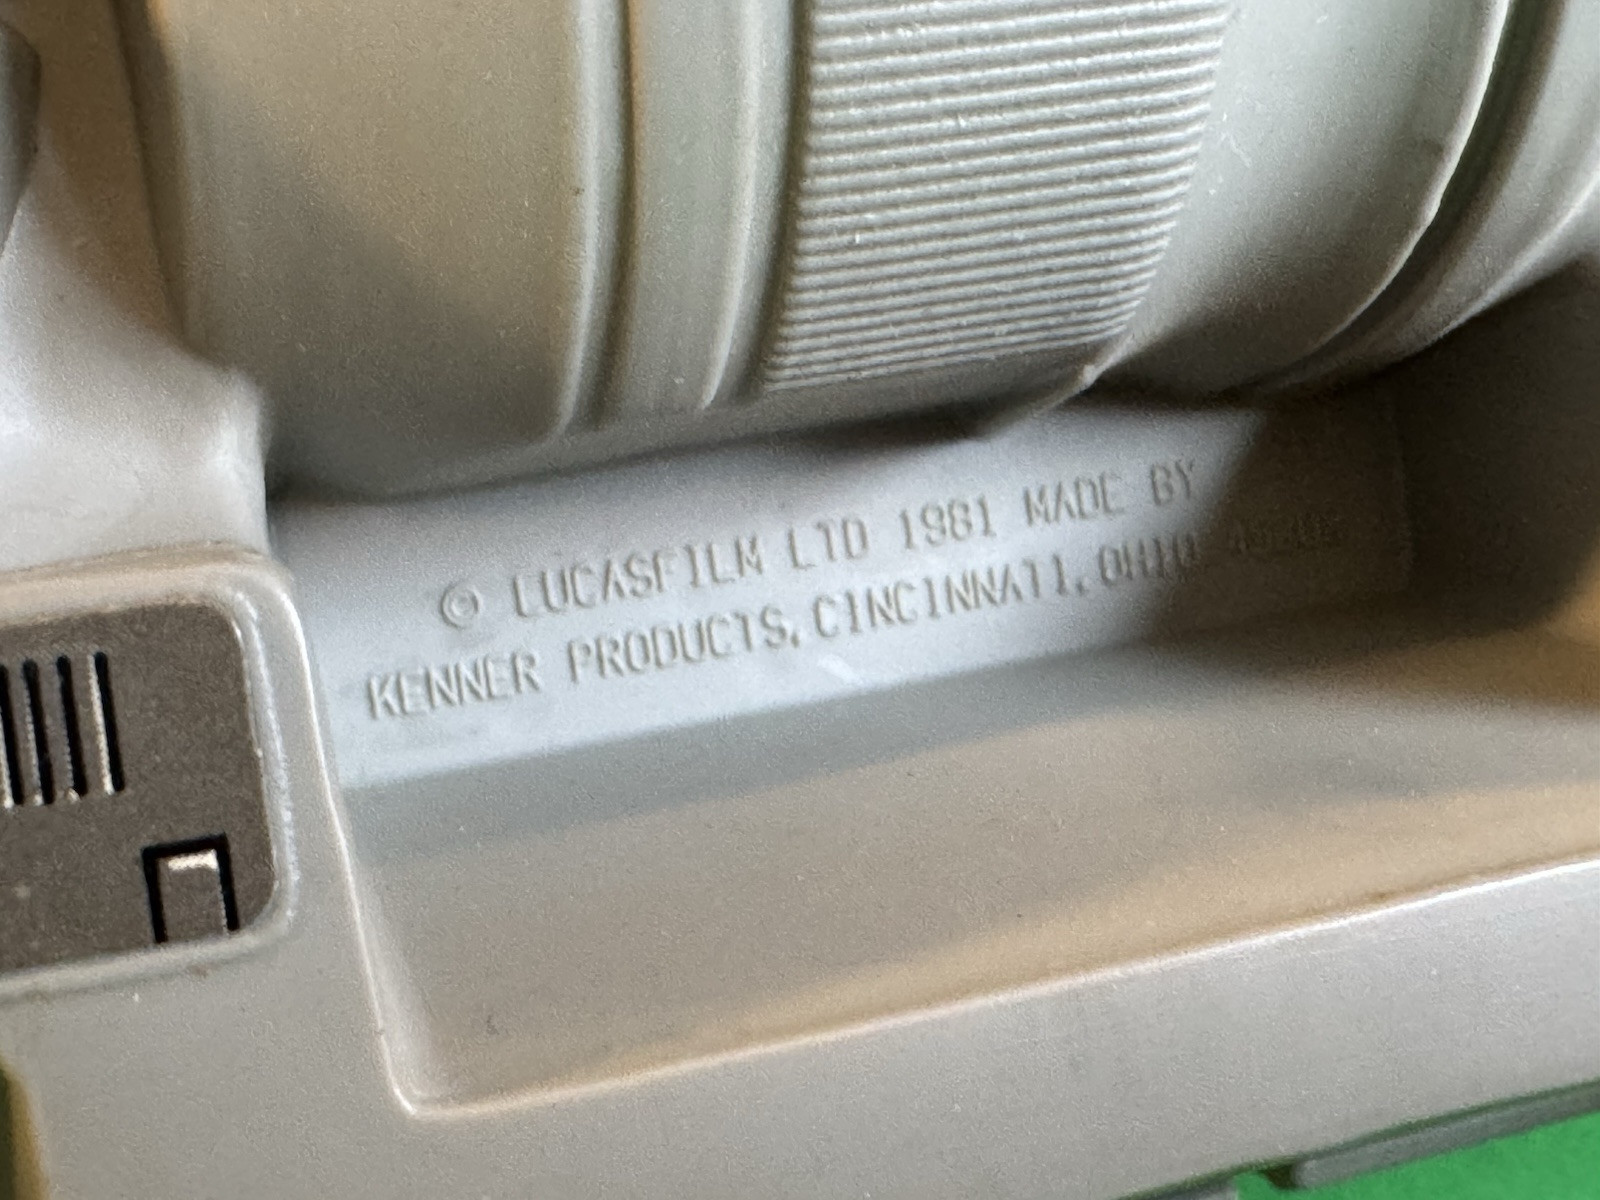 © LUCASFILM LTD 1981 MADE BY
KENNER PRODUCTS, CINCINNATI, OHIO